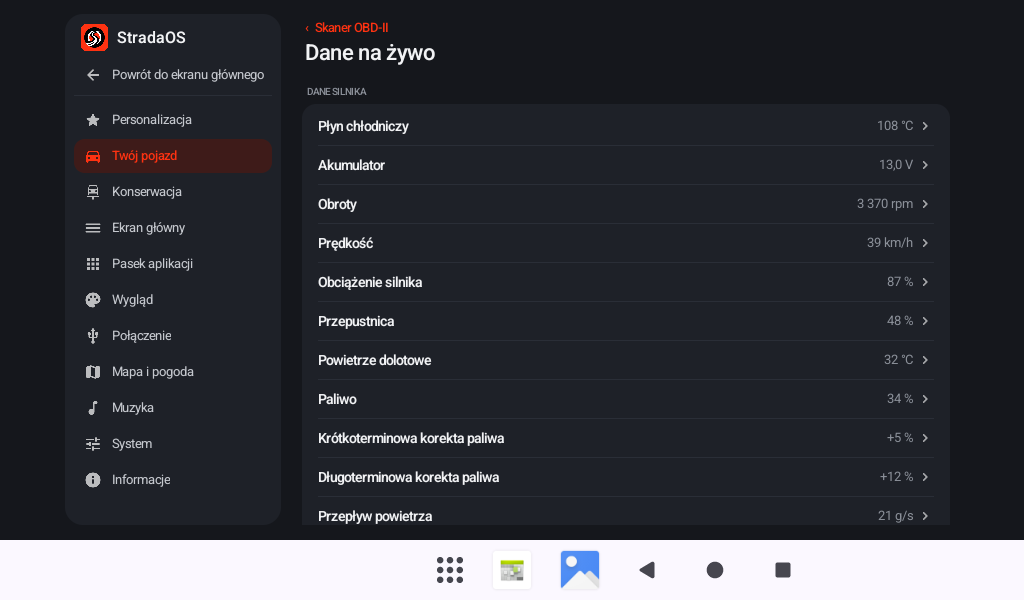 StradaOS
Powrót do ekranu głównego
Personalizacja
Twój pojazd
Konserwacja
Ekran główny
Pasek aplikacji
Wygląd
Połączenie
Mapa i pogoda
Muzyka
System
Informacje
‹ Skaner OBD-II
Dane na żywo
DANE SILNIKA
Płyn chłodniczy 108 °C
Akumulator 13,0 V
Obroty 3 370 rpm
Prędkość 39 km/h
Obciążenie silnika 87 %
Przepustnica 48 %
Powietrze dolotowe 32 °C
Paliwo 34 %
Krótkoterminowa korekta paliwa +5 %
Długoterminowa korekta paliwa +12 %
Przepływ powietrza 21 g/s